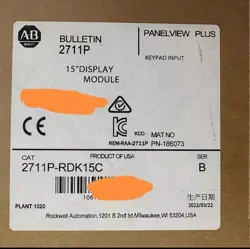 AB
BULLETIN
2711P
PANELVIEW PLUS
KEYPAD INPUT
15"DISPLAY
MODULE
KCC-
REM-RAA-2711P
MAT NO
PN-186073
CAT
PRODUCT OF USA
SER
2711P-RDK15C
B
106
生产日期
2022/03/22
PLANT 1020
Rockwell Automation,1201 S 2nd St,Milwaukee,WI 53204,USA